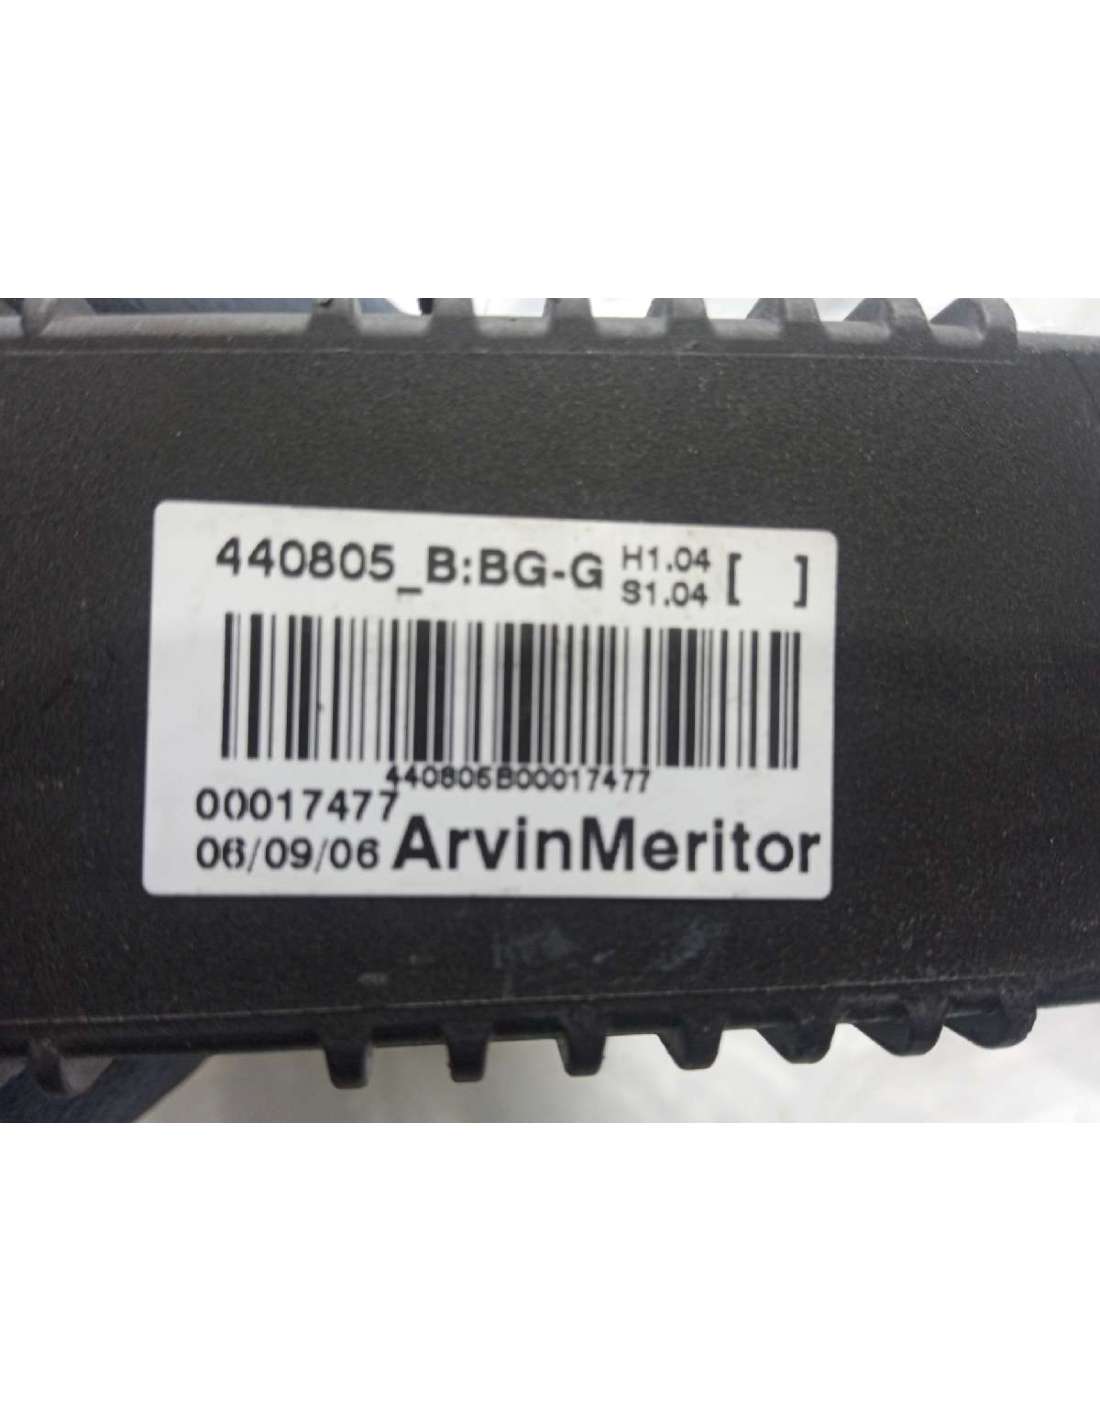 440805_B:BG-G H1.04 [ ]
S1.04
440805B00017477
00017477
06/09/06 ArvinMeritor